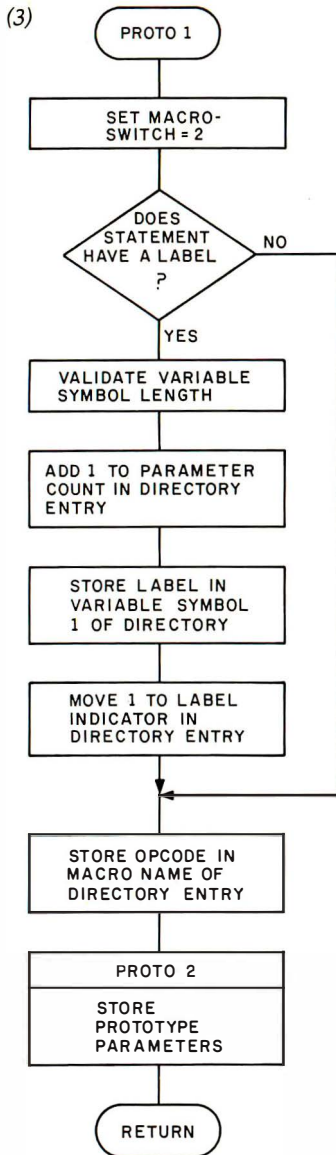 (3)
PROTO 1
SET MACRO-
SWITCH = 2
DOES
STATEMENT
HAVE A LABEL
?
NO
YES
VALIDATE VARIABLE
SYMBOL LENGTH
ADD 1 TO PARAMETER
COUNT IN DIRECTORY
ENTRY
STORE LABEL IN
VARIABLE SYMBOL
1 OF DIRECTORY
MOVE 1 TO LABEL
INDICATOR IN
DIRECTORY ENTRY
STORE OPCODE IN
MACRO NAME OF
DIRECTORY ENTRY
PROTO 2
STORE
PROTOTYPE
PARAMETERS
RETURN